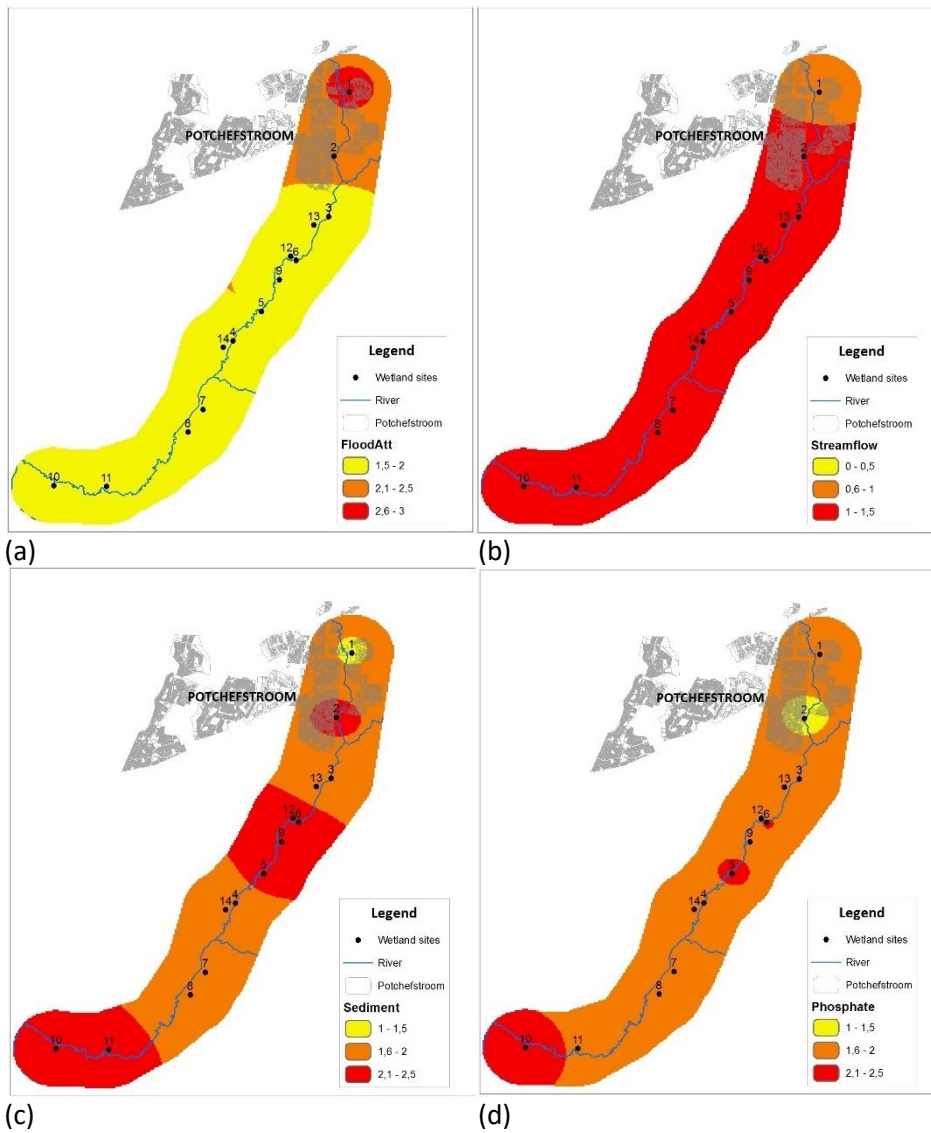 1
POTCHEFSTROOM
2
3
13
12 6
9
5
4
14
7
8
10
11
Legend
Wetland sites
River
Potchefstroom
FloodAtt
1,5 - 2
2,1 - 2,5
2,6 - 3
(a)
1
POTCHEFSTROOM
2
3
13
12 6
9
5
4
14
7
8
10
11
Legend
Wetland sites
River
Potchefstroom
Streamflow
0 - 0,5
0,6 - 1
1 - 1,5
(b)
1
POTCHEFSTROOM
2
3
13
12 6
9
5
4
14
7
8
10
11
Legend
Wetland sites
River
Potchefstroom
Sediment
1 - 1,5
1,6 - 2
2,1 - 2,5
(c)
1
POTCHEFSTROOM
2
3
13
12 6
9
5
4
14
7
8
10
11
Legend
Wetland sites
River
Potchefstroom
Phosphate
1 - 1,5
1,6 - 2
2,1 - 2,5
(d)